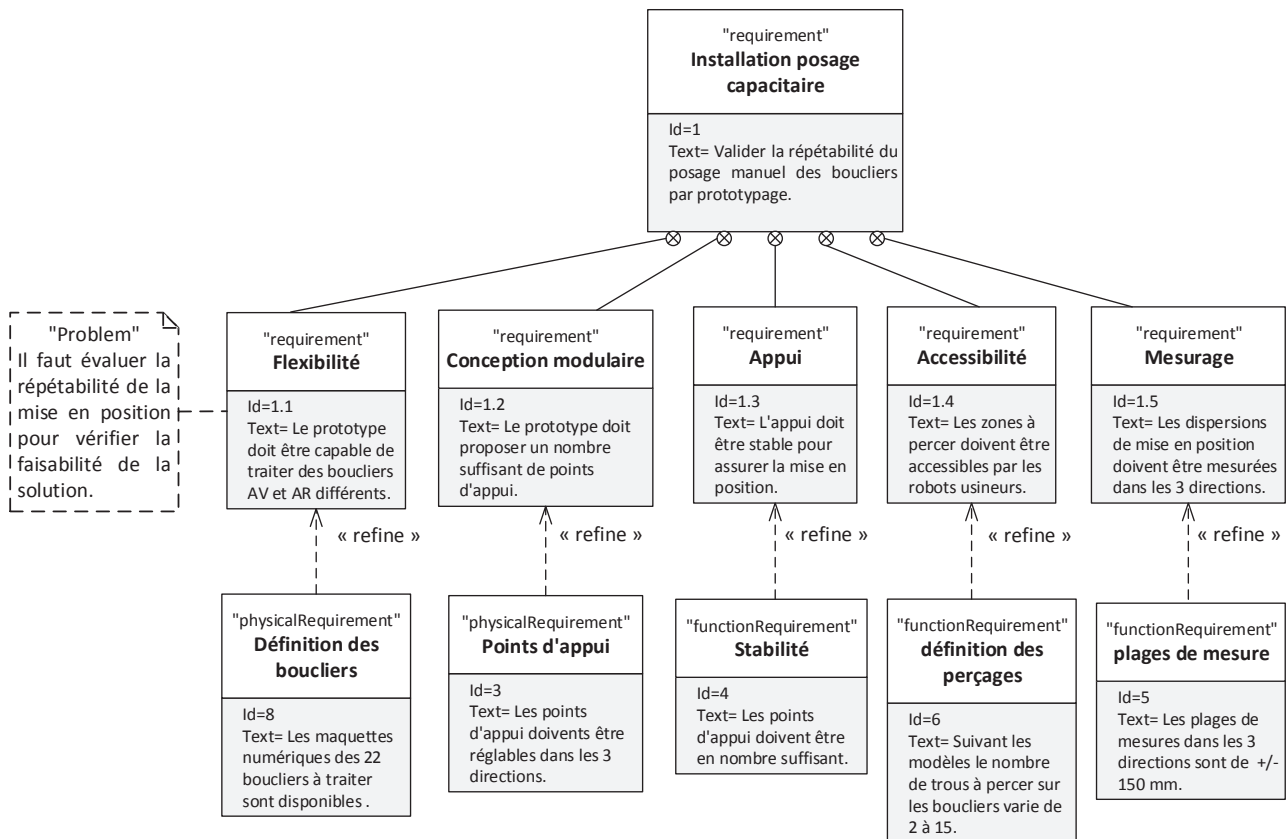 "requirement"
Installation posage
capacitaire
Id=1
Text= Valider la répétabilité du
posage manuel des boucliers
par prototypage.
"Problem"
Il faut évaluer la
répétabilité de la
mise en position
pour vérifier la
faisabilité de la
solution.
"requirement"
Flexibilité
Id=1.1
Text= Le prototype
doit être capable de
traiter des boucliers
AV et AR différents.
"requirement"
Conception modulaire
Id=1.2
Text= Le prototype doit
proposer un nombre
suffisant de points
d'appui.
"requirement"
Appui
Id=1.3
Text= L'appui doit
être stable pour
assurer la mise en
position.
"requirement"
Accessibilité
Id=1.4
Text= Les zones à
percer doivent être
accessibles par les
robots usineurs.
"requirement"
Mesurage
Id=1.5
Text= Les dispersions
de mise en position
doivent être mesurées
dans les 3 directions.
« refine »
« refine »
« refine »
« refine »
« refine »
"physicalRequirement"
Définition des
boucliers
Id=8
Text= Les maquettes
numériques des 22
boucliers à traiter
sont disponibles .
"physicalRequirement"
Points d'appui
Id=3
Text= Les points
d'appui doivents être
réglables dans les 3
directions.
"functionRequirement"
Stabilité
Id=4
Text= Les points
d'appui doivent être
en nombre suffisant.
"functionRequirement"
définition des
perçages
Id=6
Text= Suivant les
modèles le nombre
de trous à percer sur
les boucliers varie de
2 à 15.
"functionRequirement"
plages de mesure
Id=5
Text= Les plages de
mesures dans les 3
directions sont de +/-
150 mm.